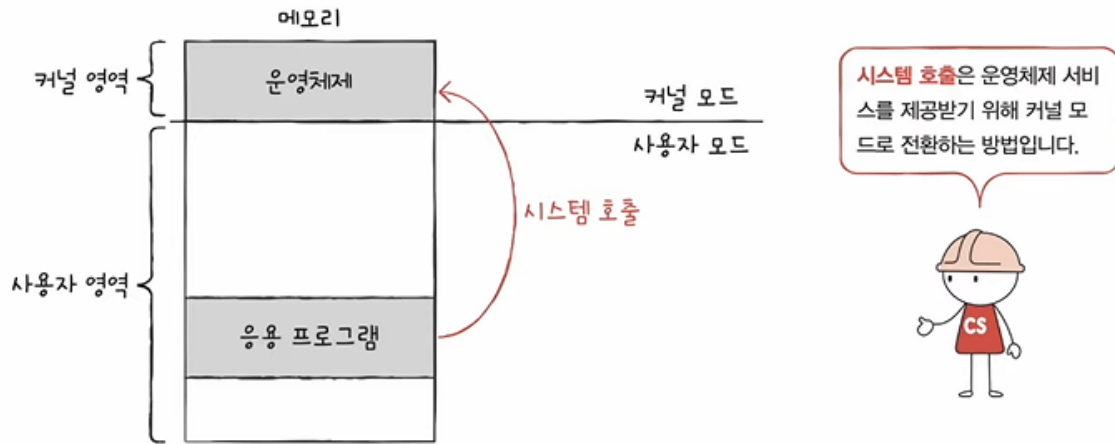 메모리
커널 영역
운영체제
커널 모드
사용자 모드
시스템 호출
사용자 영역
응용 프로그램
시스템 호출은 운영체제 서비
스를 제공받기 위해 커널 모
드로 전환하는 방법입니다.
CS